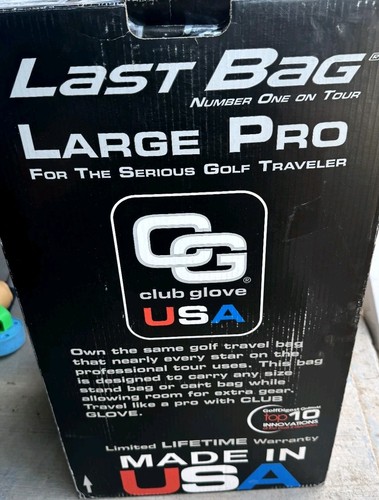 Last Bag®
Number One on Tour
Large Pro
For The Serious Golf Traveler
CG®
club glove
USA
Own the same golf travel bag
that nearly every star on the
professional tour uses. This bag
is designed to carry any size
stand bag or cart bag while
allowing room for extra gear.
Travel like a pro with CLUB
GLOVE.
GolfDigest
top 10
INNOVATIONS
Limited LIFETIME Warranty
MADE IN
USA